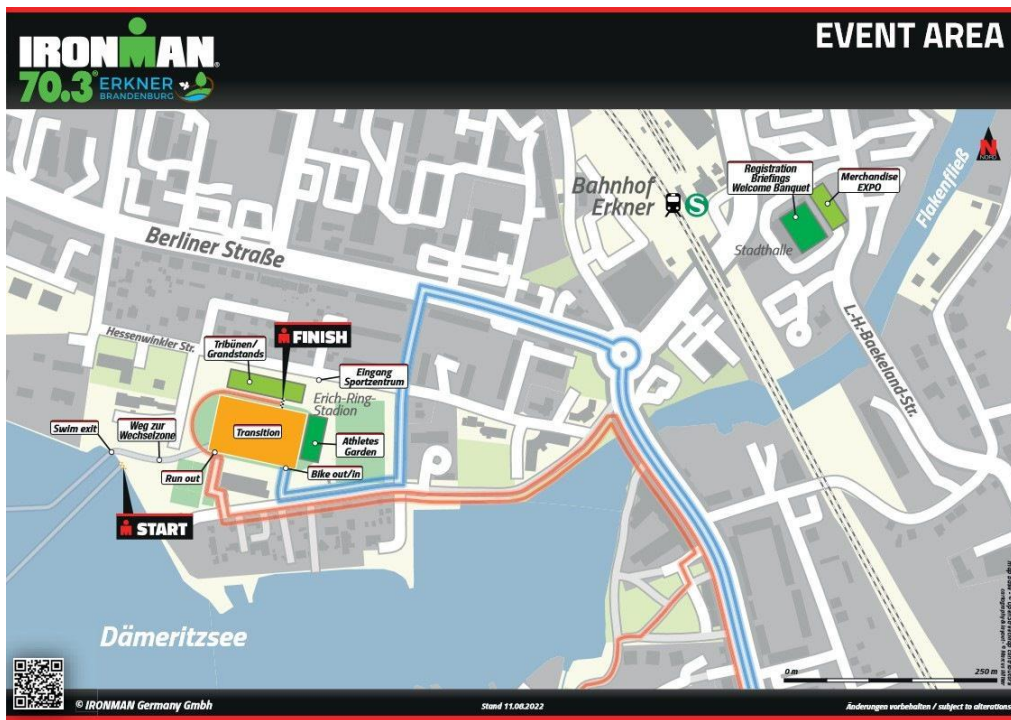 IRONMAN®
70.3® ERKNER
BRANDENBURG
EVENT AREA
Registration
Briefings
Welcome Banquet
Merchandise
EXPO
N
NORD
Flakenfließ
Bahnhof
Erkner
S
Stadthalle
Berliner Straße
L.-H.-Baekeland-Str.
Hessenwinkler Str.
Tribünen/
Grandstands
FINISH
Eingang
Sportzentrum
Erich-Ring-
Stadion
Swim exit
Weg zur
Wechselzone
Transition
Athletes
Garden
Run out
Bike out/in
START
Dämeritzsee
0 m
250 m
© IRONMAN Germany Gmbh
Stand 11.08.2022
Änderungen vorbehalten / subject to alterations